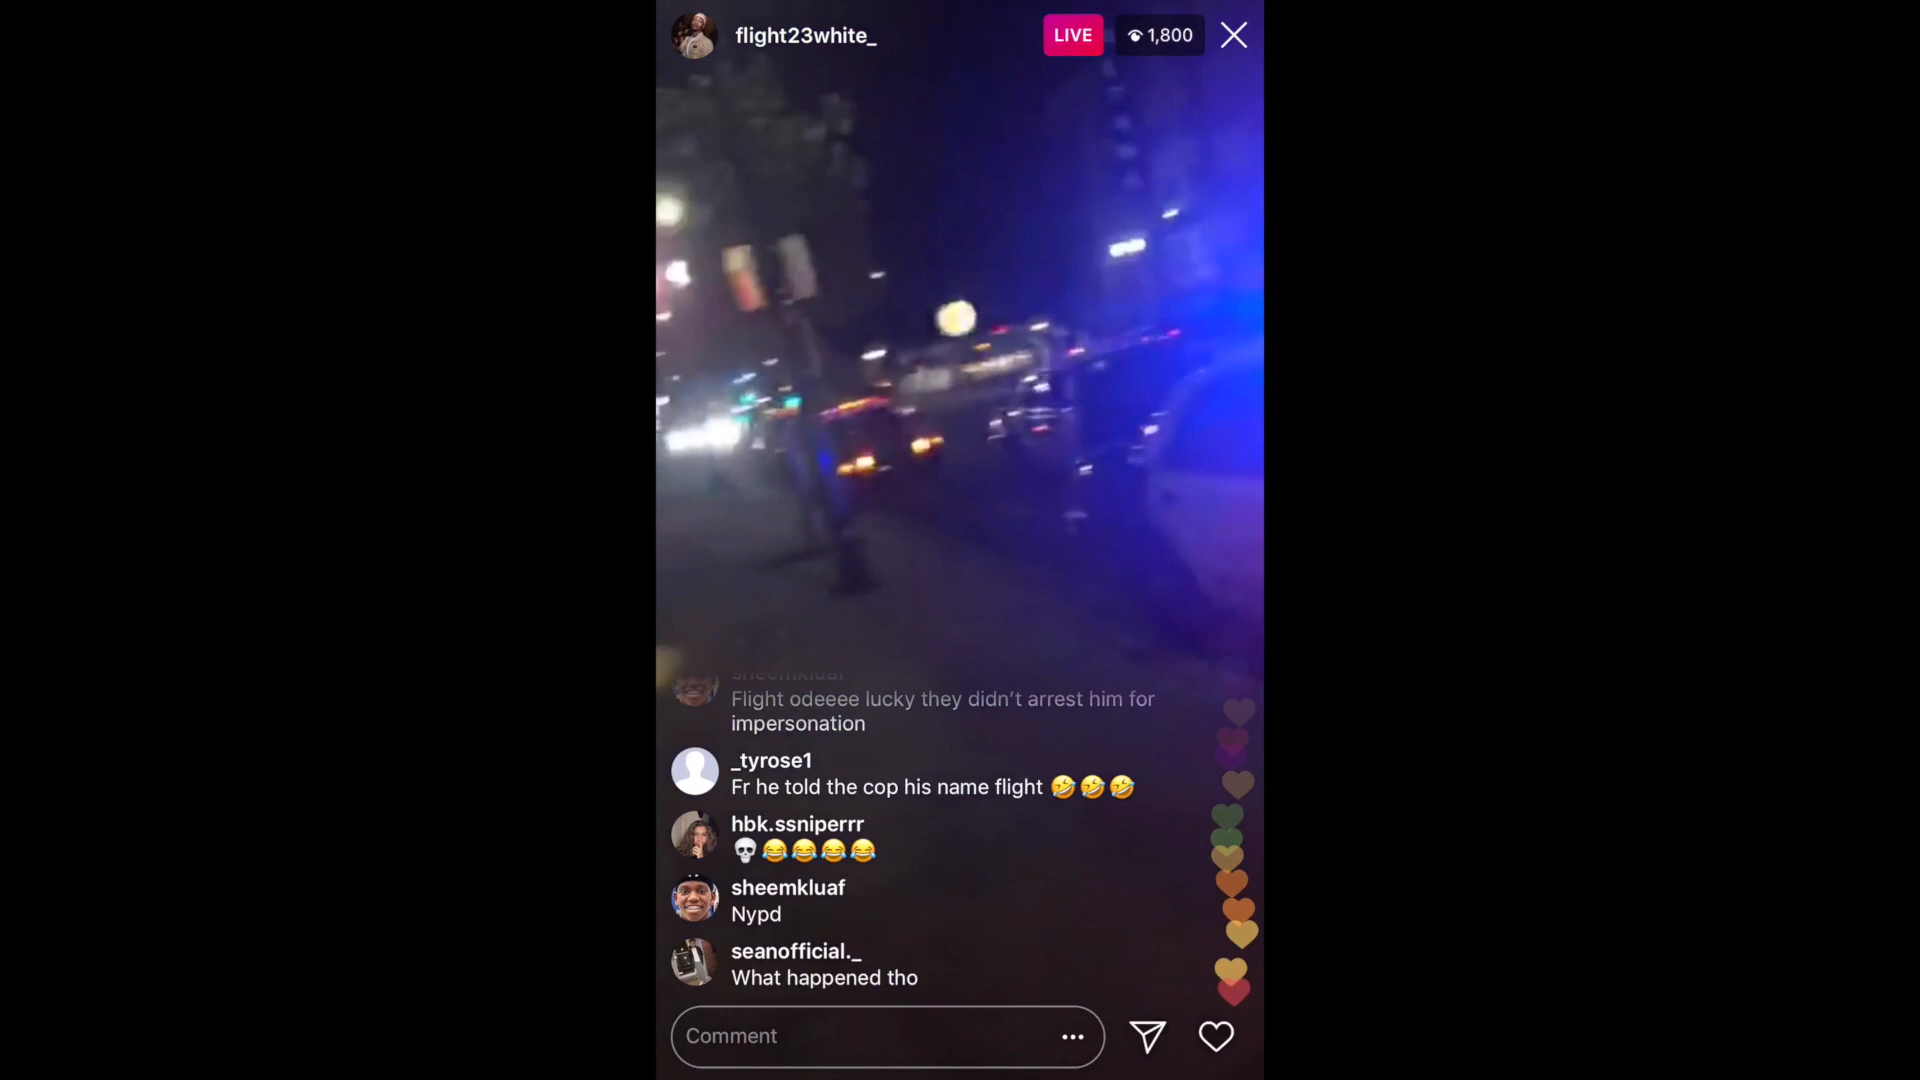 flight23white_
LIVE
1,800
sheemkluaf
Flight odeeee lucky they didn’t arrest him for
impersonation
_tyrose1
Fr he told the cop his name flight 🤣🤣🤣
hbk.ssniperrr
💀😂😂😂😂
sheemkluaf
Nypd
seanofficial._
What happened tho
Comment